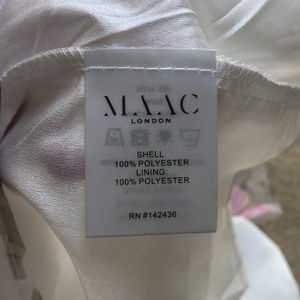 MAAC
LONDON
SHELL
100% POLYESTER
LINING:
100% POLYESTER
RN #142436